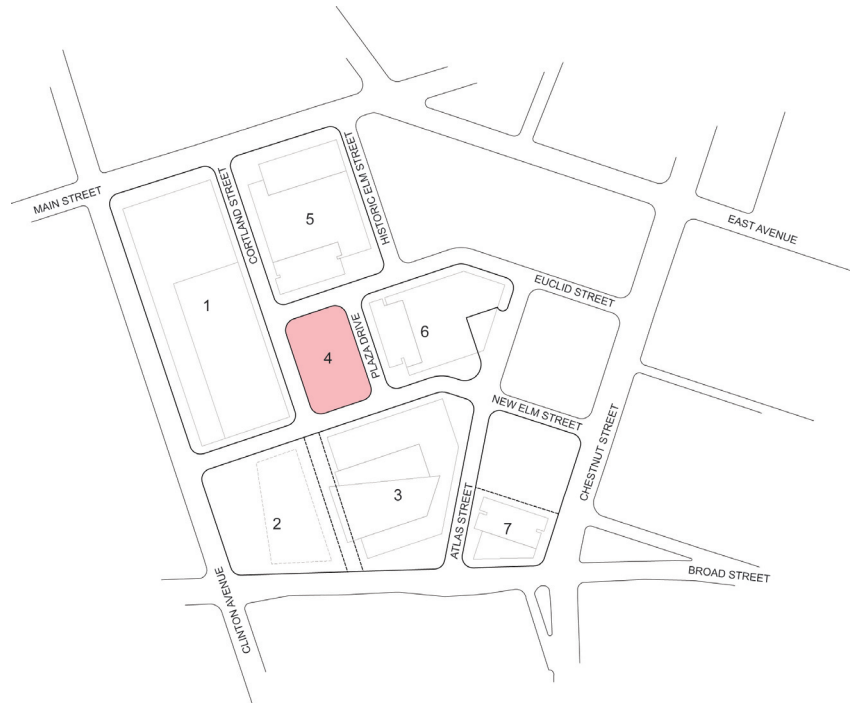 MAIN STREET
CORTLAND STREET
HISTORIC ELM STREET
5
EAST AVENUE
1
EUCLID STREET
PLAZA DRIVE
6
4
NEW ELM STREET
CHESTNUT STREET
3
2
ATLAS STREET
7
BROAD STREET
CLINTON AVENUE